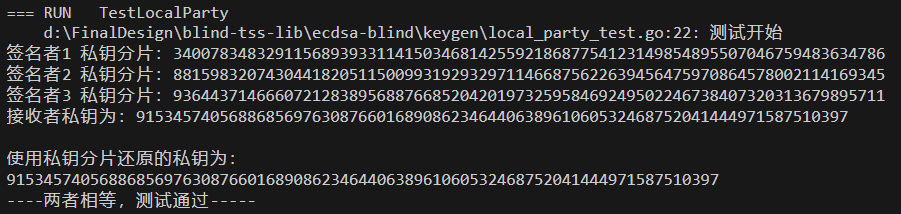 === RUN   TestLocalParty
    d:\FinalDesign\blind-tss-lib\ecdsa-blind\keygen\local_party_test.go:22: 测试开始
签名者1 私钥分片: 34007834832911568939331141503468142559218687754123149854895507046759483634786
签名者2 私钥分片: 88159832074304418205115009931929329711466875622639456475970864578002114169345
签名者3 私钥分片: 93644371466607212838956887668520420197325958469249502246738407320313679895711
接收者私钥为: 91534574056886856976308766016890862346440638961060532468752041444971587510397
使用私钥分片还原的私钥为:
91534574056886856976308766016890862346440638961060532468752041444971587510397
----两者相等, 测试通过-----